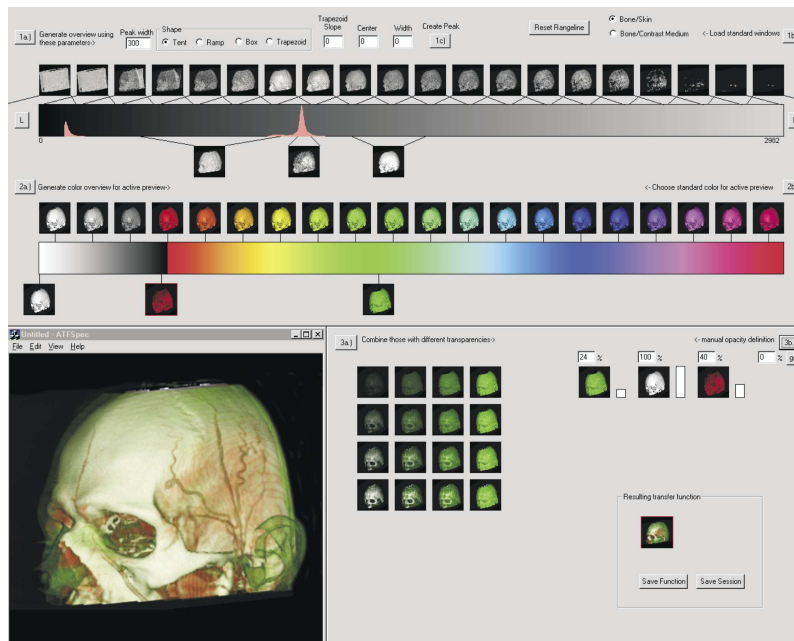 1a.) Generate overview using these parameters->
Peak width
300
Shape
Tent Ramp Box Trapezoid
Trapezoid Slope
0
Center
0
Width
0
Create Peak
1c)
Reset Rangeline
Bone/Skin
Bone/Contrast Medium
<- Load standard windows
1b
L
0
2982
2a.) Generate color overview for active preview->
<- Choose standard color for active preview
2b
Untitled - ATFSpec
File Edit View Help
3a.) Combine those with different transparencies->
<- manual opacity definition
3b.
24 %
100 %
40 %
0 %
Resulting transfer function
Save Function
Save Session